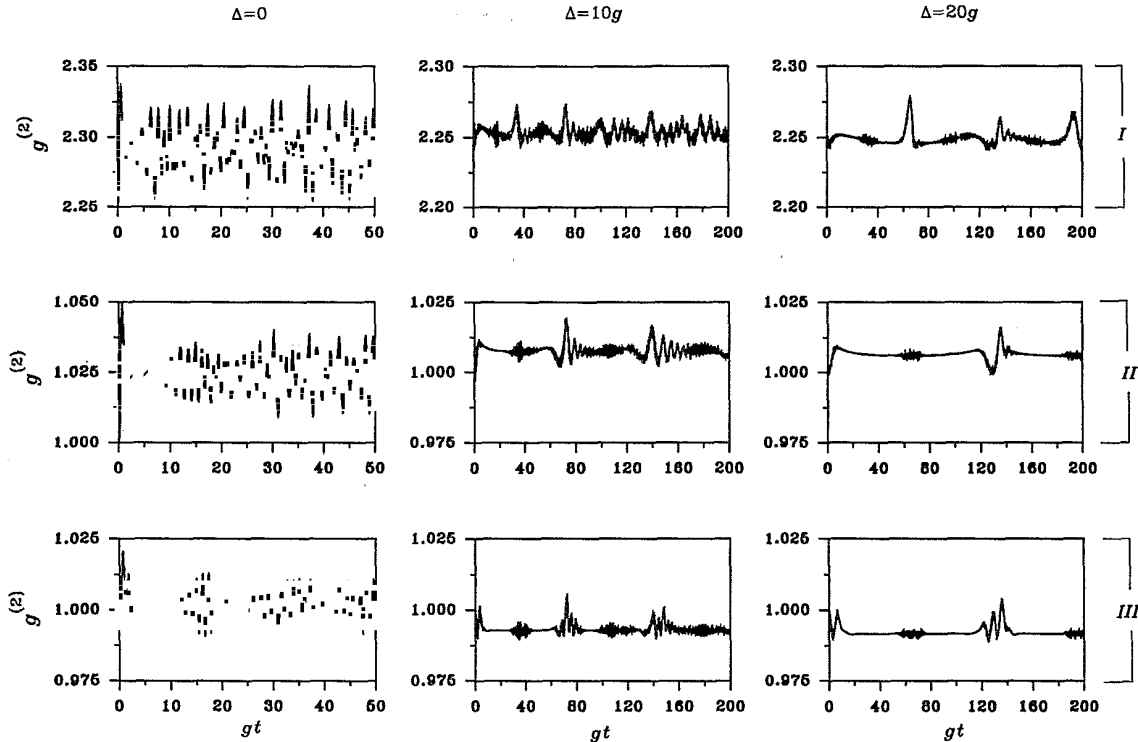 Δ=0 Δ=10g Δ=20g
2.35 2.30 2.30
2.30 2.25 2.25
g(2) I
2.25 2.20 2.20
0 10 20 30 40 50 0 40 80 120 160 200 0 40 80 120 160 200
1.050 1.025 1.025
1.025 1.000 1.000
g(2) II
1.000 0.975 0.975
0 10 20 30 40 50 0 40 80 120 160 200 0 40 80 120 160 200
1.025 1.025 1.025
1.000 1.000 1.000
g(2) III
0.975 0.975 0.975
0 10 20 30 40 50 0 40 80 120 160 200 0 40 80 120 160 200
gt gt gt